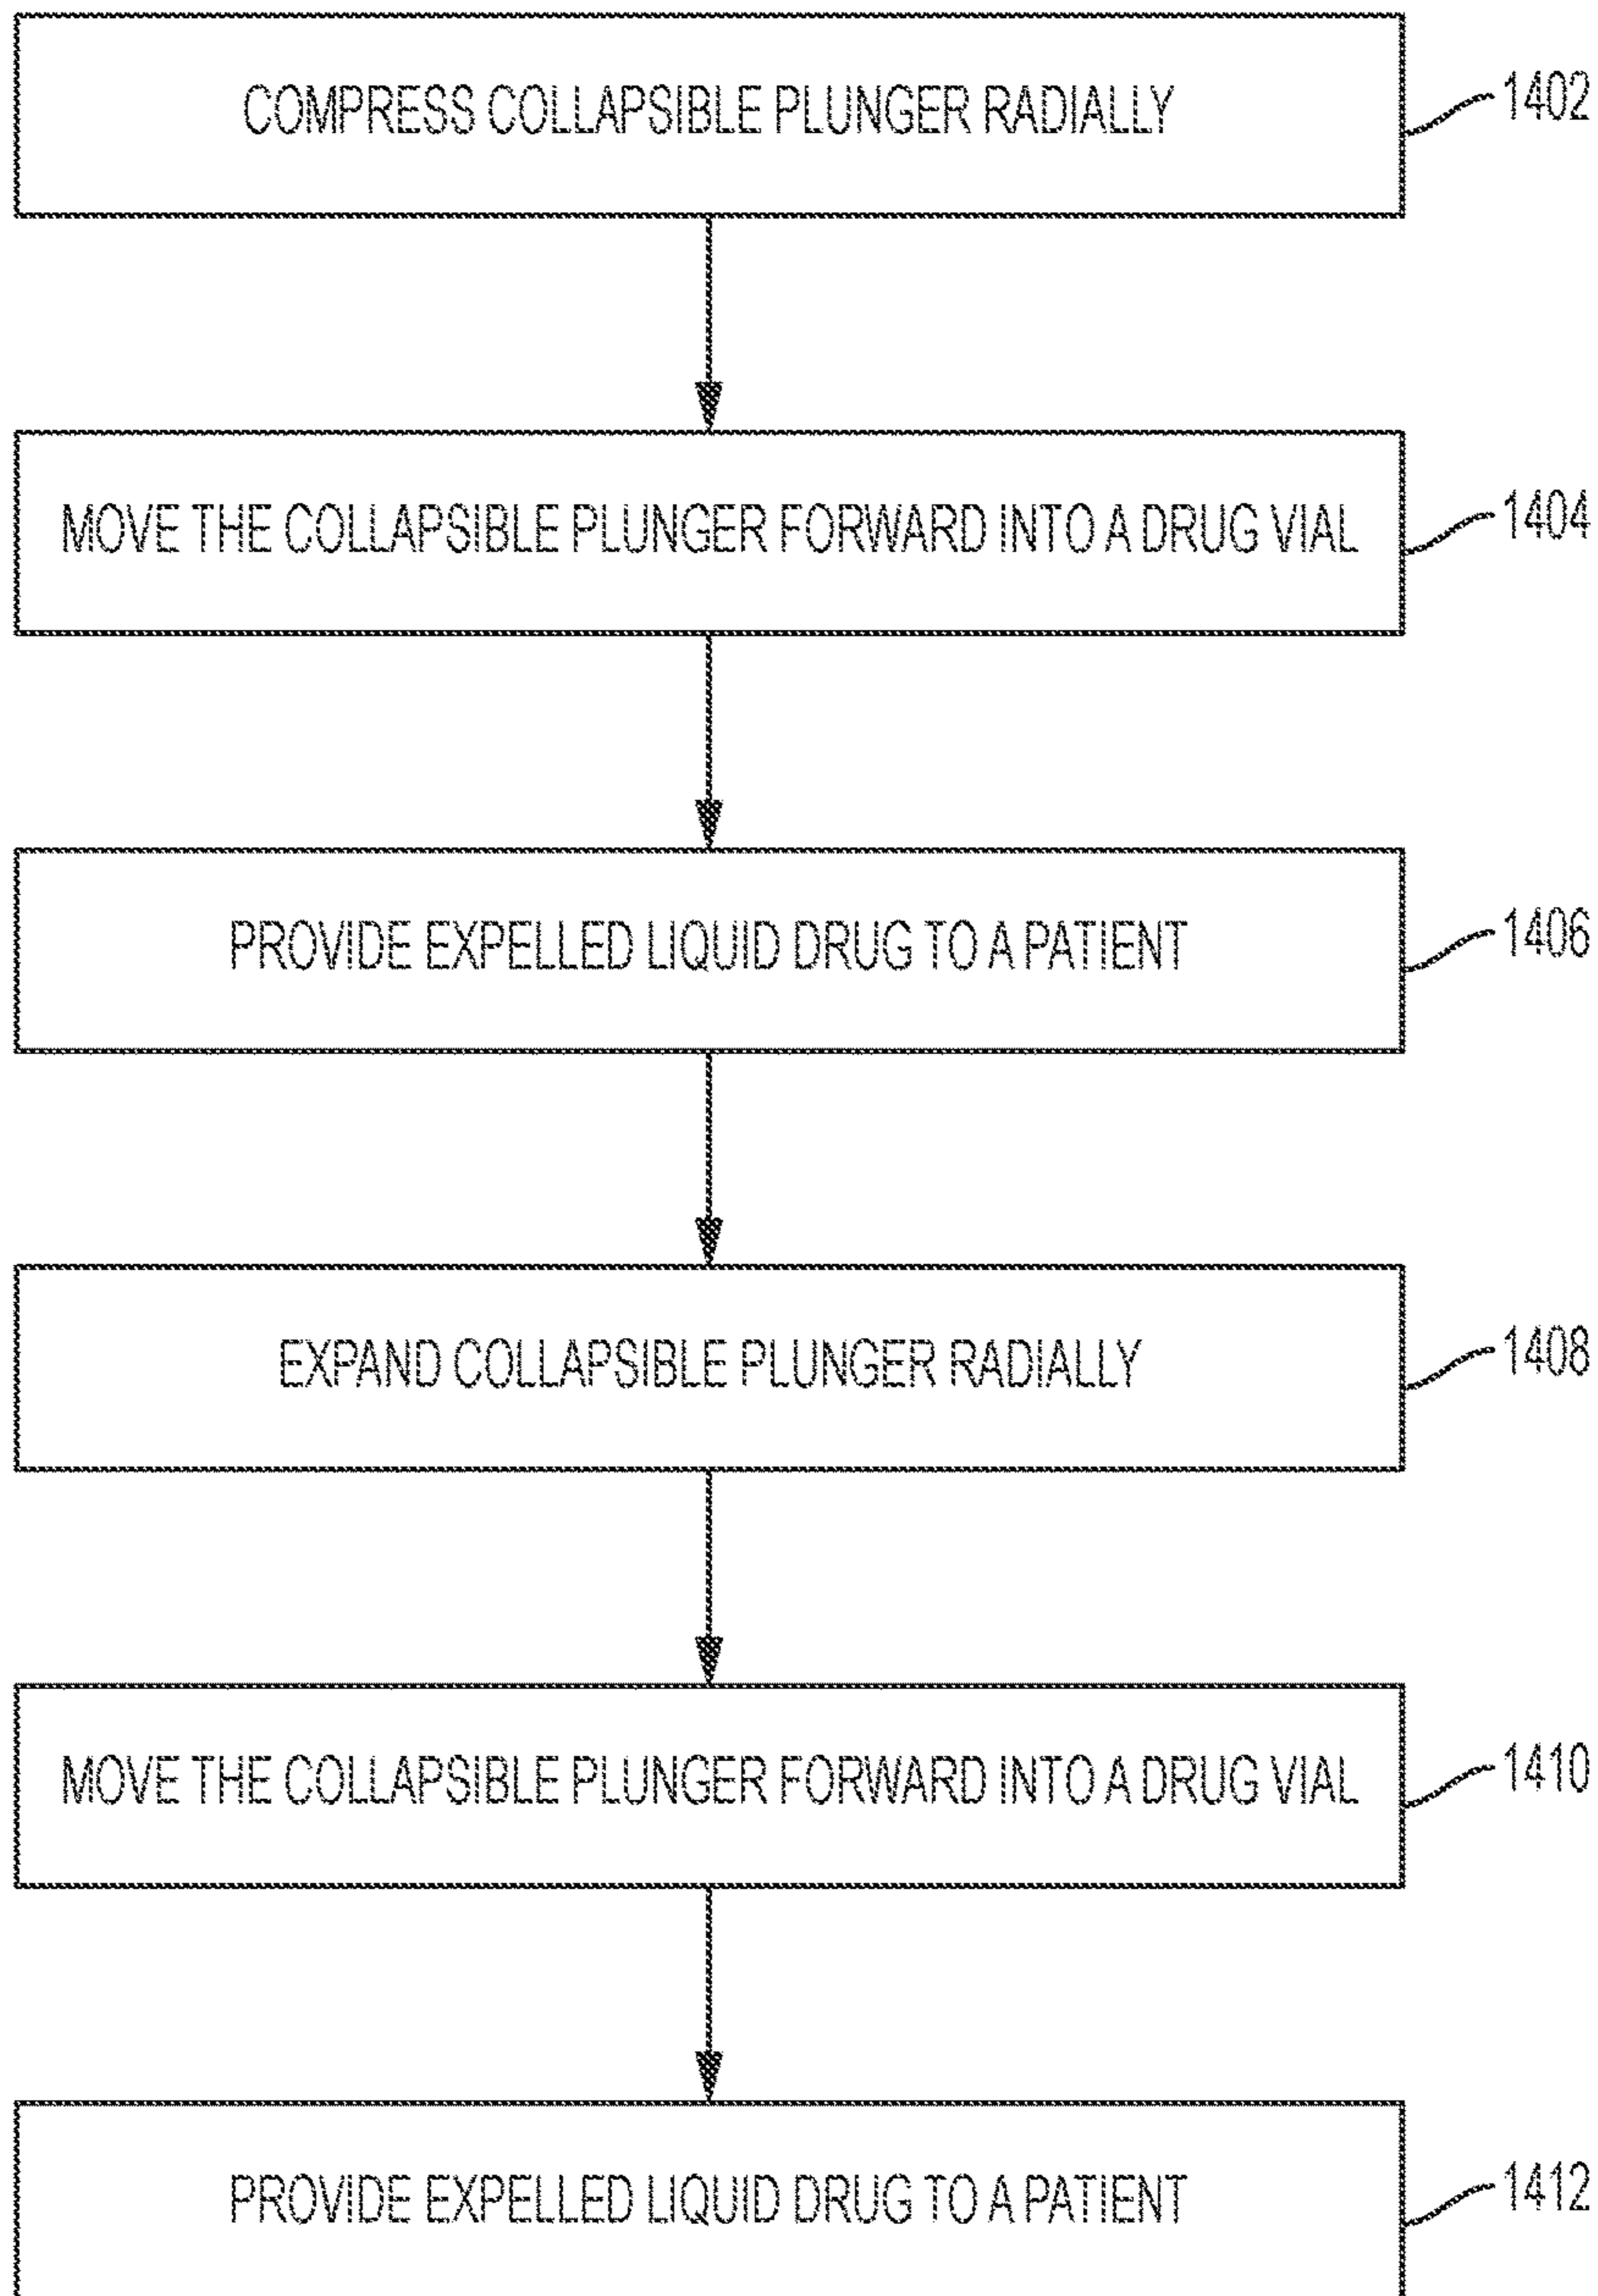 COMPRESS COLLAPSIBLE PLUNGER RADIALLY
1402
MOVE THE COLLAPSIBLE PLUNGER FORWARD INTO A DRUG VIAL
1404
PROVIDE EXPELLED LIQUID DRUG TO A PATIENT
1406
EXPAND COLLAPSIBLE PLUNGER RADIALLY
1408
MOVE THE COLLAPSIBLE PLUNGER FORWARD INTO A DRUG VIAL
1410
PROVIDE EXPELLED LIQUID DRUG TO A PATIENT
1412